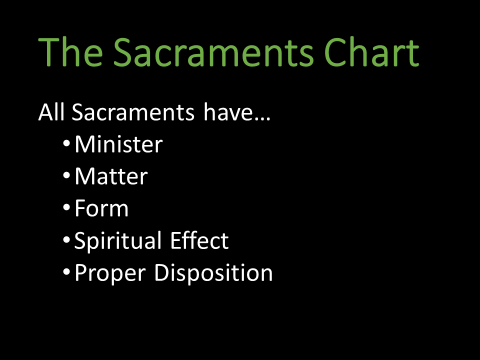 The Sacraments Chart
All Sacraments have…
•Minister
•Matter
•Form
•Spiritual Effect
•Proper Disposition